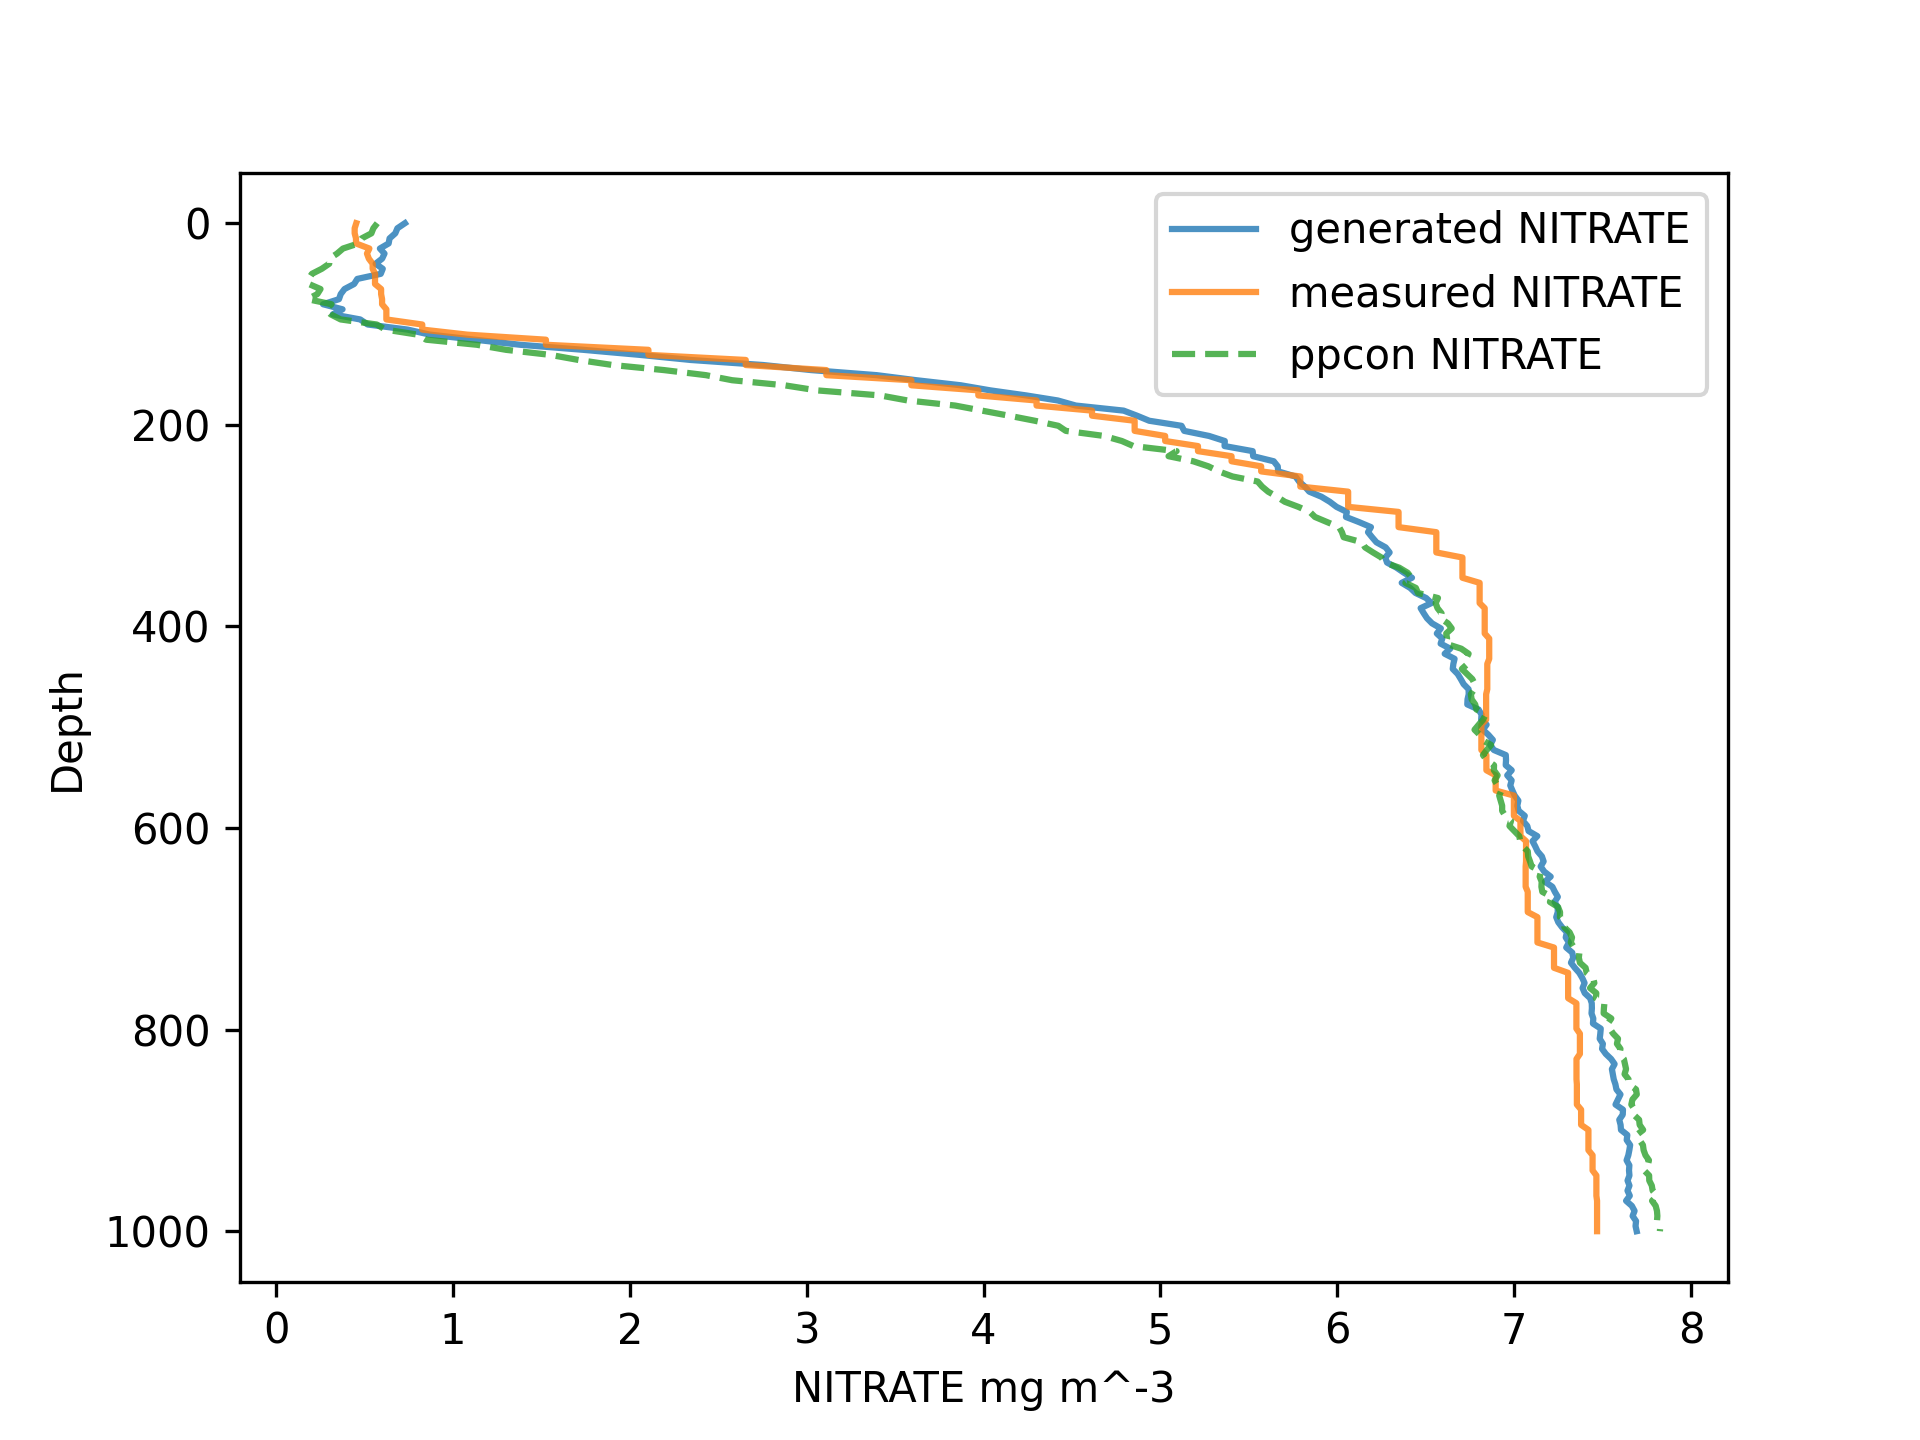 generated NITRATE
measured NITRATE
ppcon NITRATE
0
200
400
600
800
1000
Depth
0 1 2 3 4 5 6 7 8
NITRATE mg m^-3